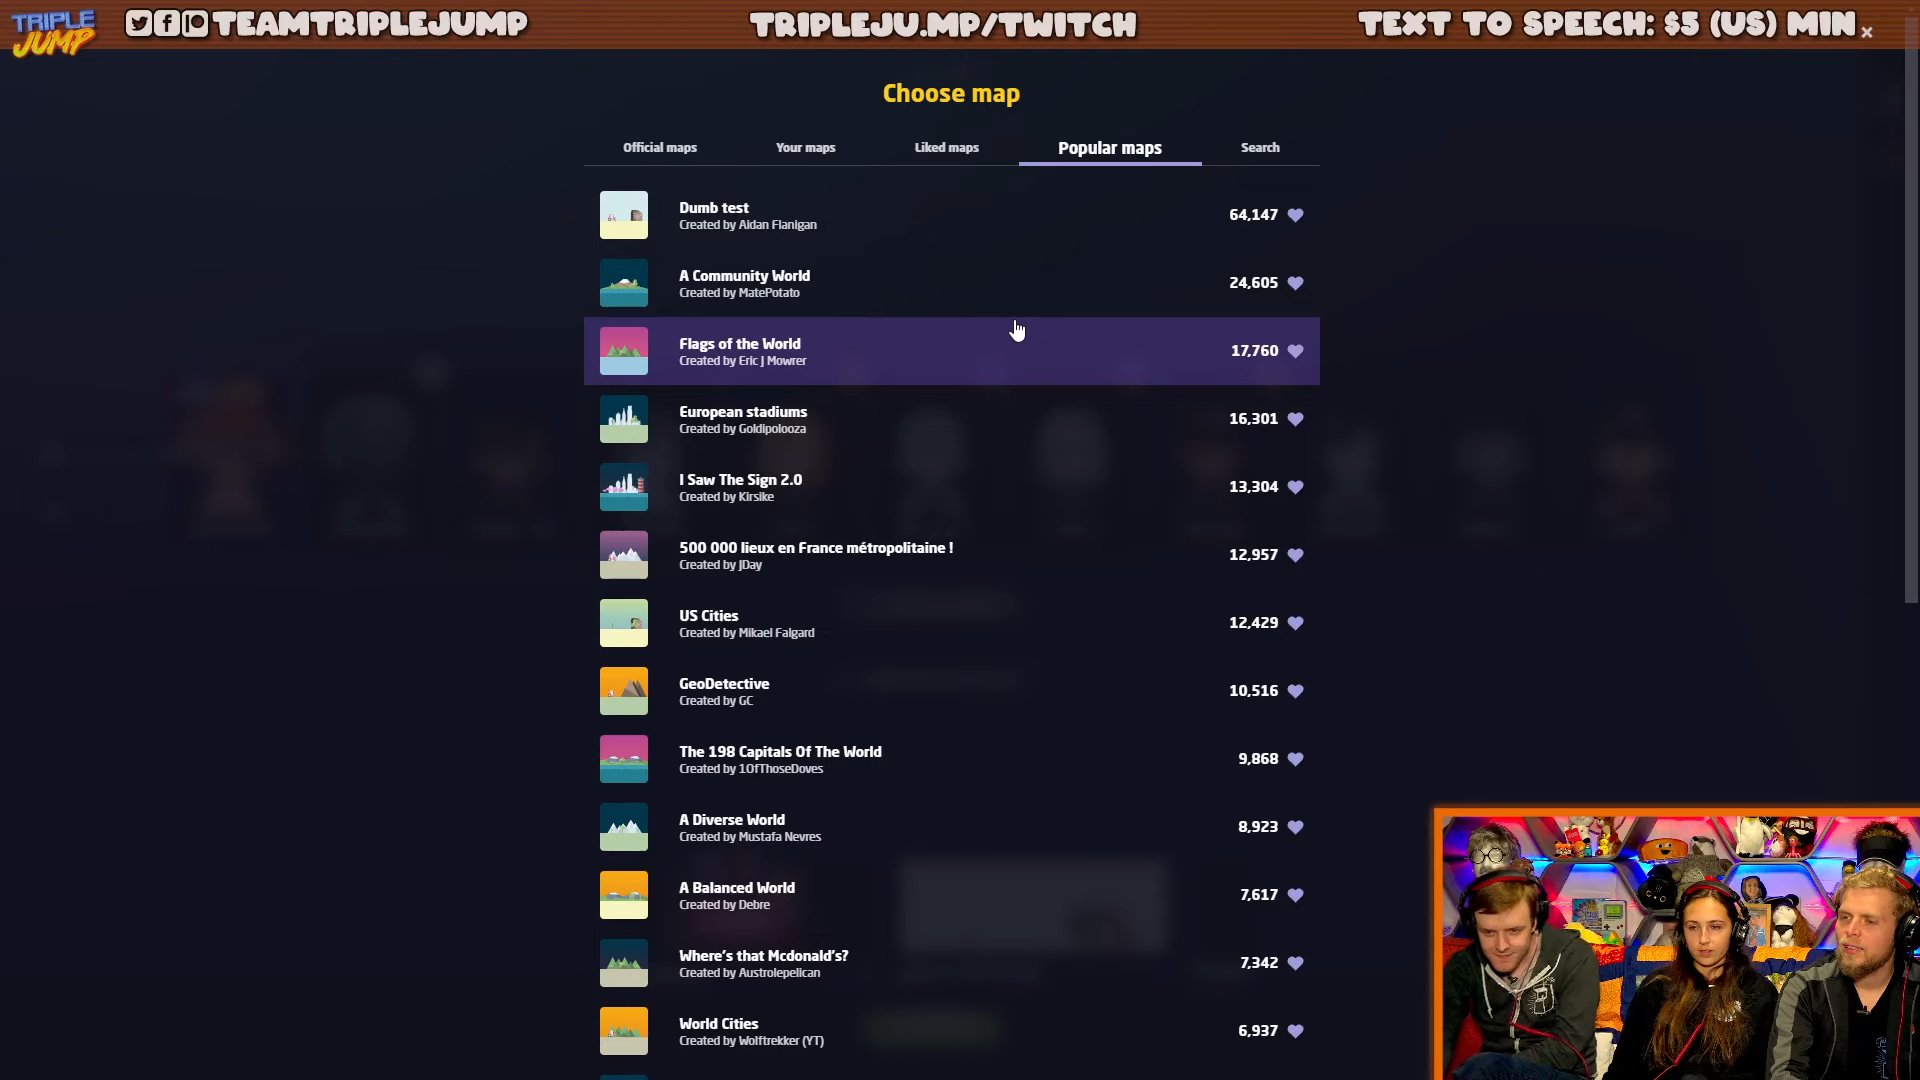 TRIPLE
JUMP
TEAMTRIPLEJUMP
TRIPLEJU.MP/TWITCH
TEXT TO SPEECH: $5 (US) MIN
Choose map
Official maps
Your maps
Liked maps
Popular maps
Search
Dumb test
Created by Aidan Flanigan
64,147
A Community World
Created by MatePotato
24,605
Flags of the World
Created by Eric J Mowrer
17,760
European stadiums
Created by Goldipolooza
16,301
I Saw The Sign 2.0
Created by Kirsike
13,304
500 000 lieux en France métropolitaine !
Created by JDay
12,957
US Cities
Created by Mikael Falgard
12,429
GeoDetective
Created by GC
10,516
The 198 Capitals Of The World
Created by 1OfThoseDoves
9,868
A Diverse World
Created by Mustafa Nevres
8,923
A Balanced World
Created by Debre
7,617
Where's that Mcdonald's?
Created by Austrolepelican
7,342
World Cities
Created by Wolftrekker (YT)
6,937